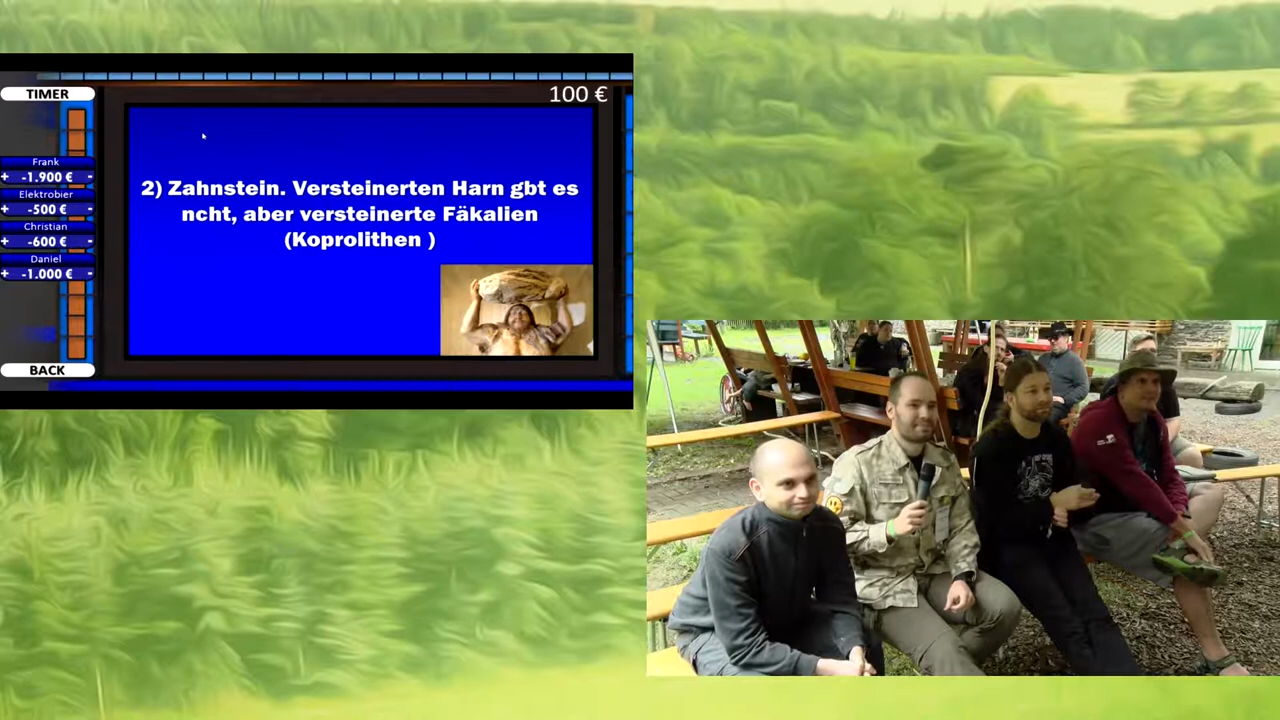 100 €
TIMER
Frank
+ -1.900 € -
Elektrobier
+ -500 € -
Christian
+ -600 € -
Daniel
+ -1.000 € -
BACK
2) Zahnstein. Versteinerten Harn gbt es
ncht, aber versteinerte Fäkalien
(Koprolithen )